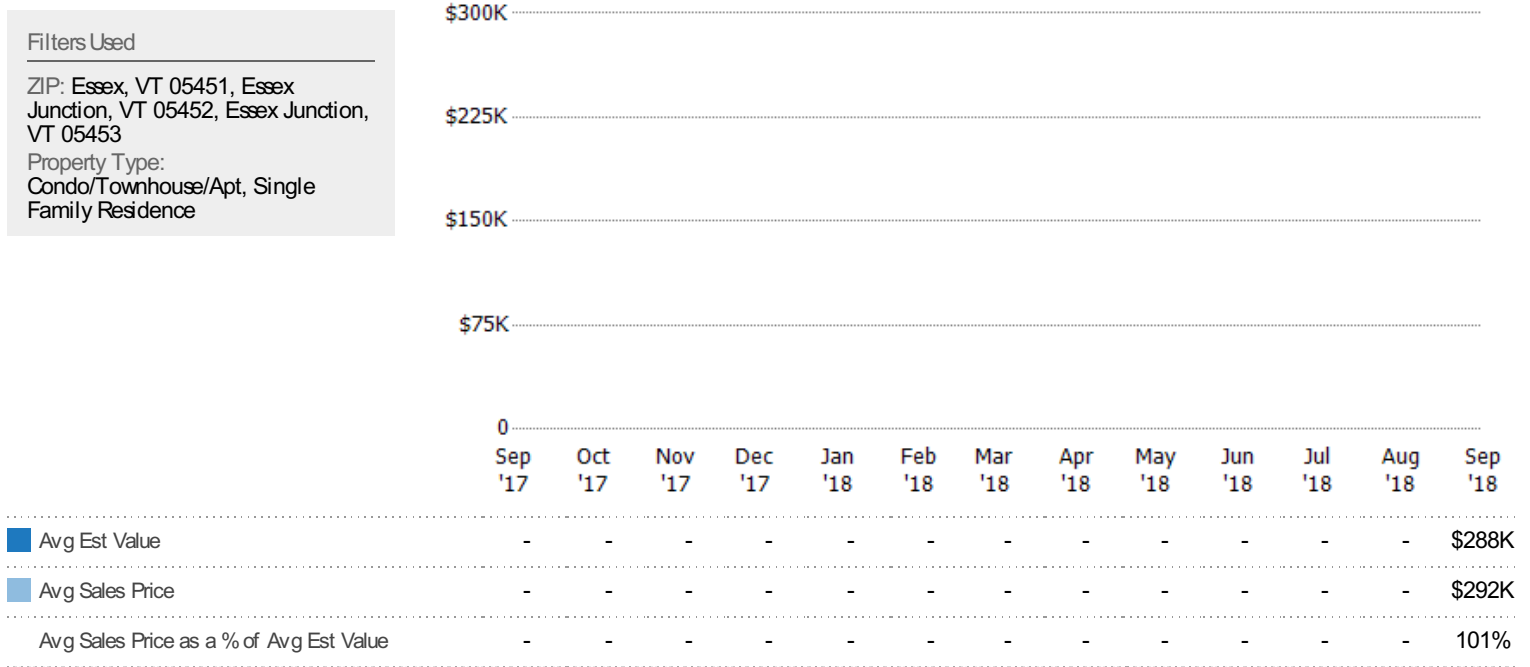 Filters Used
ZIP: Essex, VT 05451, Essex
Junction, VT 05452, Essex Junction,
VT 05453
Property Type:
Condo/Townhouse/Apt, Single
Family Residence
$300K
$225K
$150K
$75K
0
Sep Oct Nov Dec Jan Feb Mar Apr May Jun Jul Aug Sep
'17 '17 '17 '17 '18 '18 '18 '18 '18 '18 '18 '18 '18
Avg Est Value - - - - - - - - - - - - $288K
Avg Sales Price - - - - - - - - - - - - $292K
Avg Sales Price as a % of Avg Est Value - - - - - - - - - - - - 101%